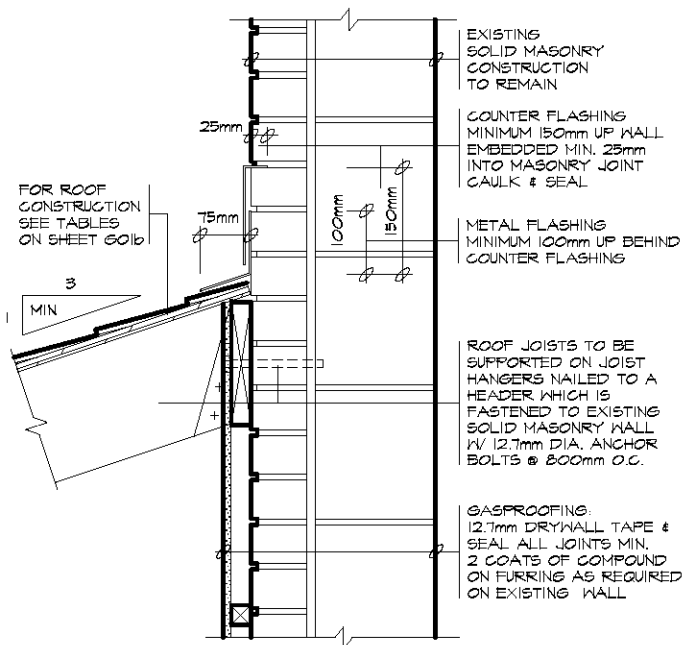 EXISTING
SOLID MASONRY
CONSTRUCTION
TO REMAIN
25mm
COUNTER FLASHING
MINIMUM 150mm UP WALL
EMBEDDED MIN. 25mm
INTO MASONRY JOINT
CAULK & SEAL
FOR ROOF
CONSTRUCTION
SEE TABLES
ON SHEET G01b
75mm
100mm
150mm
METAL FLASHING
MINIMUM 100mm UP BEHIND
COUNTER FLASHING
3
MIN
1
ROOF JOISTS TO BE
SUPPORTED ON JOIST
HANGERS NAILED TO A
HEADER WHICH IS
FASTENED TO EXISTING
SOLID MASONRY WALL
W/ 12.7mm DIA. ANCHOR
BOLTS @ 800mm O.C.
GASPROOFING:
12.7mm DRYWALL TAPE &
SEAL ALL JOINTS MIN.
2 COATS OF COMPOUND
ON FURRING AS REQUIRED
ON EXISTING WALL